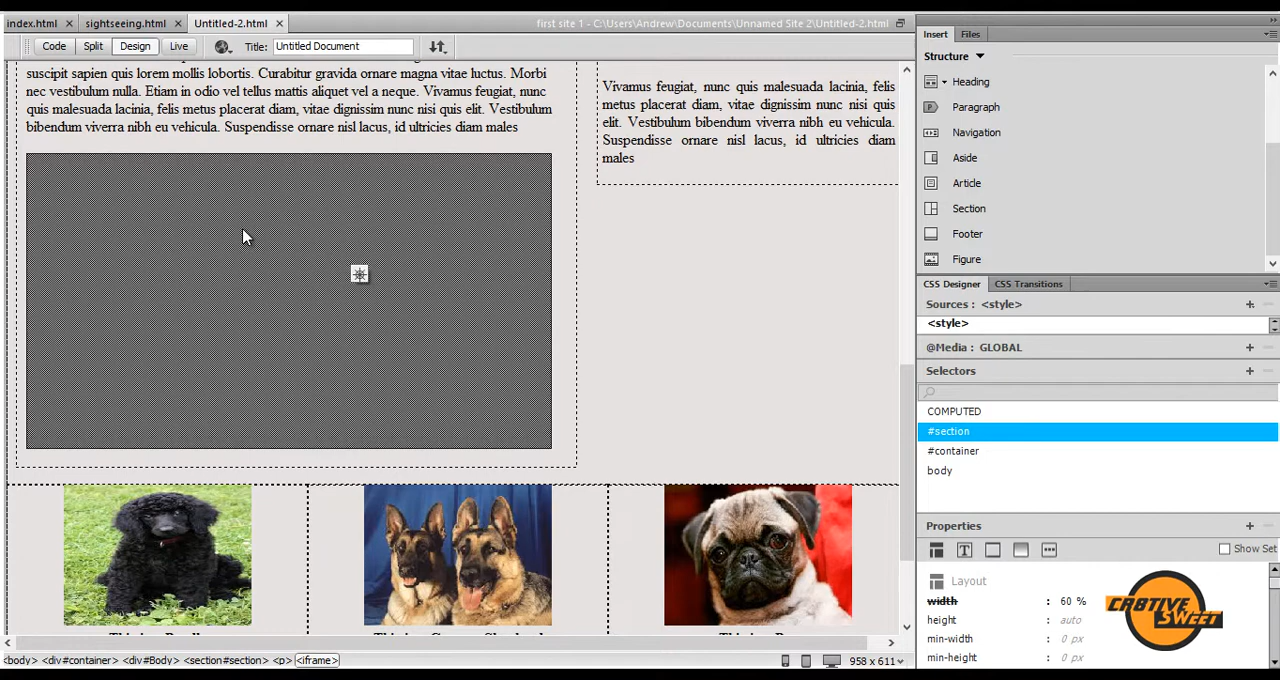 index.html × sightseeing.html × Untitled-2.html ×
first site 1 - C:\Users\Andrew\Documents\Unnamed Site 2\Untitled-2.html
Code Split Design Live Title: Untitled Document
suscipit sapien quis lorem mollis lobortis. Curabitur gravida ornare magna vitae luctus. Morbi
nec vestibulum nulla. Etiam in odio vel tellus mattis aliquet vel a neque. Vivamus feugiat, nunc
quis malesuada lacinia, felis metus placerat diam, vitae dignissim nunc nisi quis elit. Vestibulum
bibendum viverra nibh eu vehicula. Suspendisse ornare nisl lacus, id ultricies diam males
Vivamus feugiat, nunc quis malesuada lacinia, felis
metus placerat diam, vitae dignissim nunc nisi quis
elit. Vestibulum bibendum viverra nibh eu vehicula.
Suspendisse ornare nisl lacus, id ultricies diam
males
<body> <div#container> <div#Body> <section#section> <p> <iframe>
958 x 611
Insert Files
Structure
Heading
Paragraph
Navigation
Aside
Article
Section
Footer
Figure
CSS Designer CSS Transitions
Sources : <style>
<style>
@Media : GLOBAL
Selectors
COMPUTED
#section
#container
body
Properties
Show Set
Layout
width : 60 %
height : auto
min-width : 0 px
min-height : 0 px
CR8TIVE
SWEET